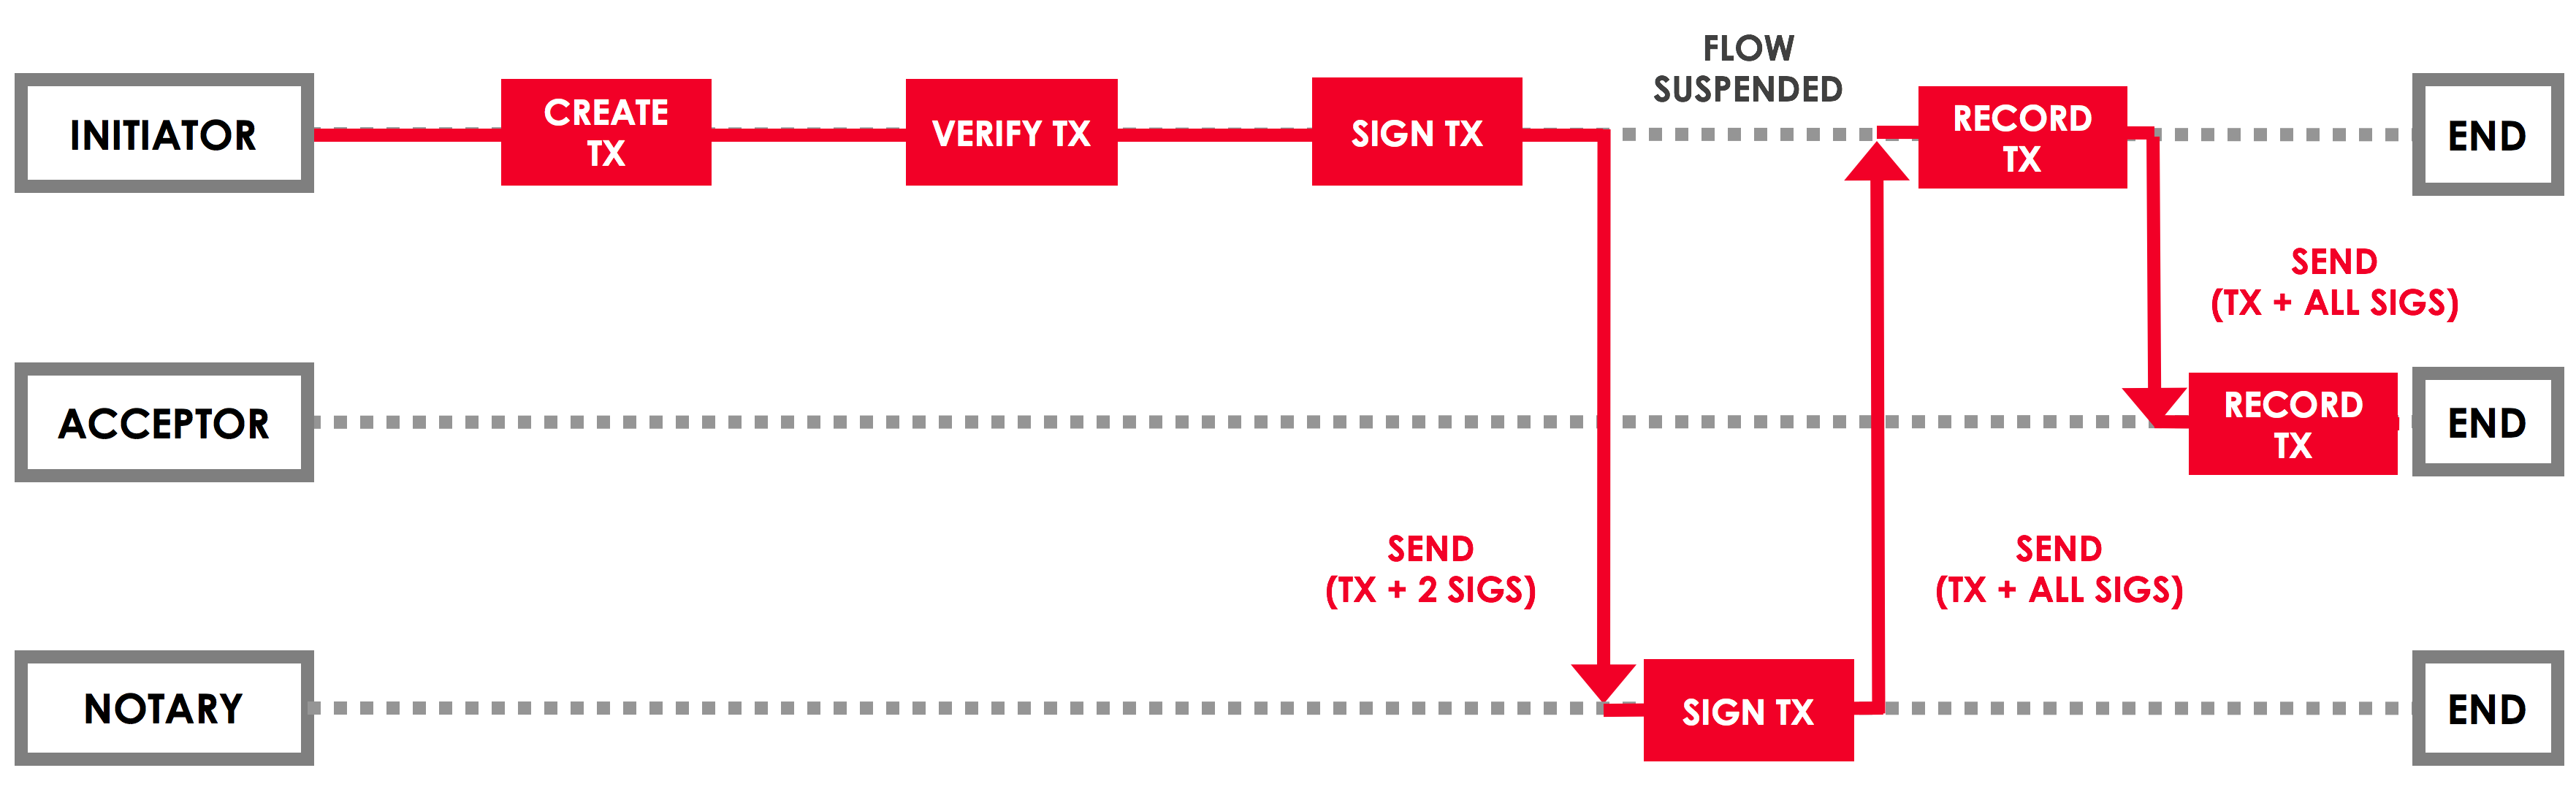 FLOW
SUSPENDED
INITIATOR
CREATE
TX
VERIFY TX
SIGN TX
RECORD
TX
END
SEND
(TX + ALL SIGS)
ACCEPTOR
RECORD
TX
END
SEND
(TX + 2 SIGS)
SEND
(TX + ALL SIGS)
NOTARY
SIGN TX
END